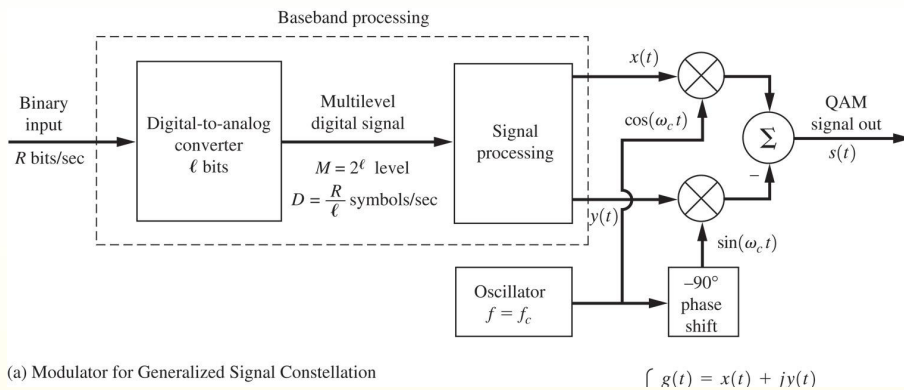 Baseband processing
Binary
input
R bits/sec
Digital-to-analog
converter
ℓ bits
Multilevel
digital signal
M = 2^ℓ level
D = R/ℓ symbols/sec
Signal
processing
x(t)
cos(ω_c t)
y(t)
sin(ω_c t)
Σ
−
QAM
signal out
s(t)
Oscillator
f = f_c
−90°
phase
shift
(a) Modulator for Generalized Signal Constellation
{ g(t) = x(t) + jy(t)